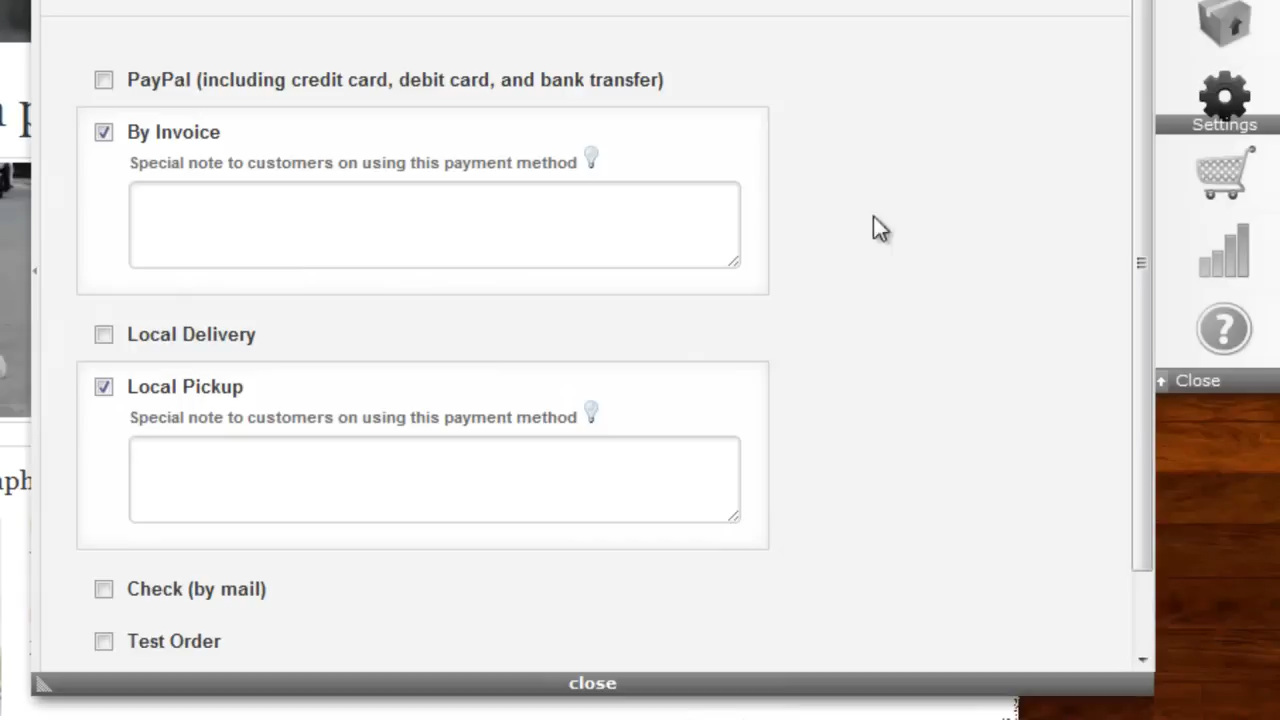 PayPal (including credit card, debit card, and bank transfer)
By Invoice
Special note to customers on using this payment method
Local Delivery
Local Pickup
Special note to customers on using this payment method
Check (by mail)
Test Order
close
Settings
?
Close